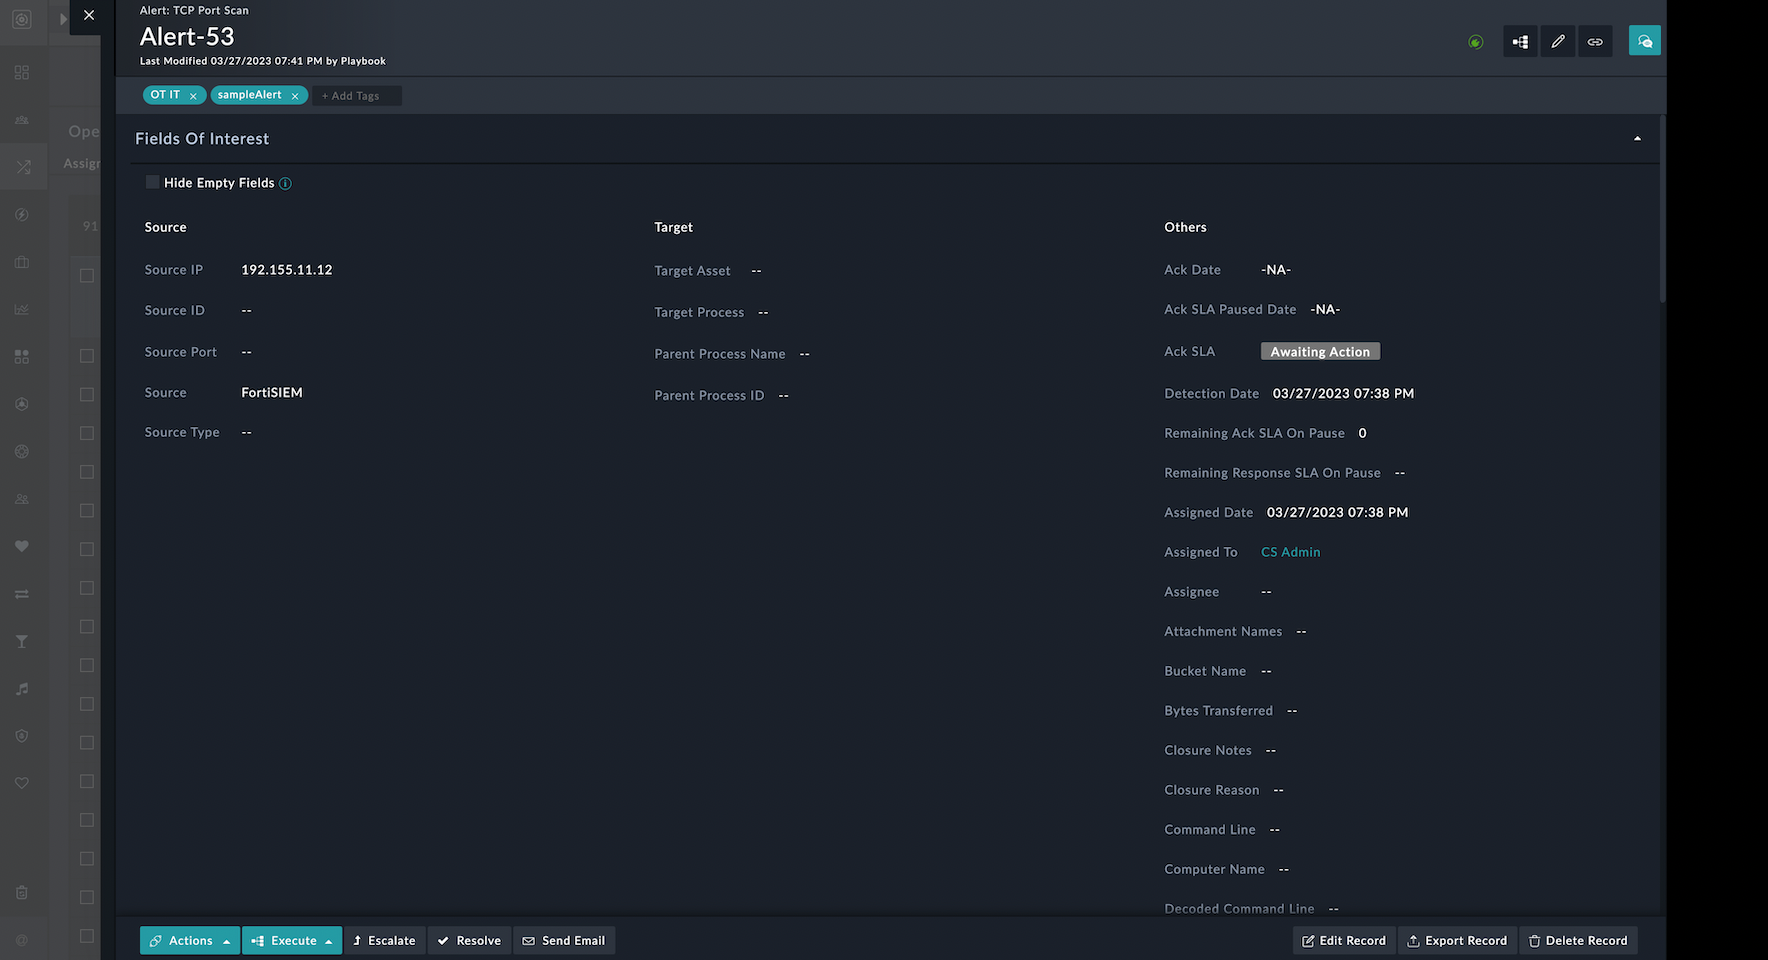 Alert: TCP Port Scan
Alert-53
Last Modified 03/27/2023 07:41 PM by Playbook
OT IT x
sampleAlert x
+ Add Tags
Ope
Assign
91
Fields Of Interest
Hide Empty Fields
Source
Source IP 192.155.11.12
Source ID --
Source Port --
Source FortiSIEM
Source Type --
Target
Target Asset --
Target Process --
Parent Process Name --
Parent Process ID --
Others
Ack Date -NA-
Ack SLA Paused Date -NA-
Ack SLA Awaiting Action
Detection Date 03/27/2023 07:38 PM
Remaining Ack SLA On Pause 0
Remaining Response SLA On Pause --
Assigned Date 03/27/2023 07:38 PM
Assigned To CS Admin
Assignee --
Attachment Names --
Bucket Name --
Bytes Transferred --
Closure Notes --
Closure Reason --
Command Line --
Computer Name --
Decoded Command Line --
Actions
Execute
Escalate
Resolve
Send Email
Edit Record
Export Record
Delete Record